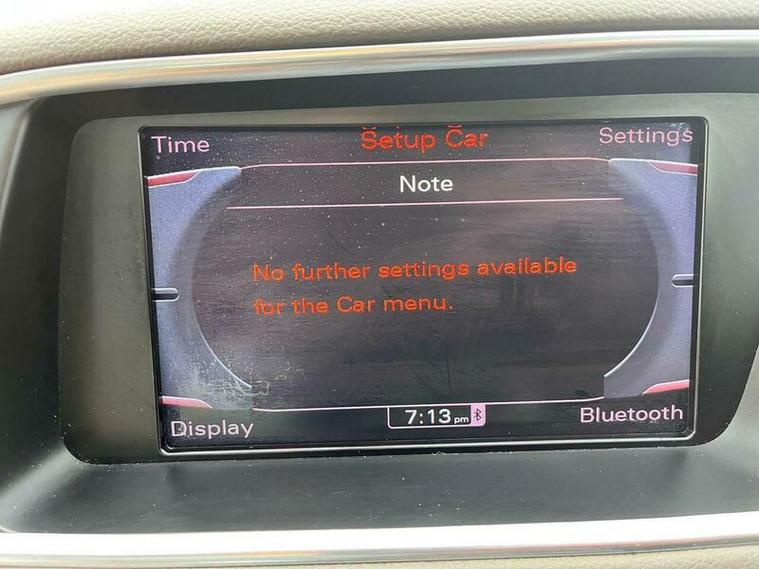 Time
Setup Car
Settings
Note
No further settings available
for the Car menu.
Display
7:13 pm
Bluetooth